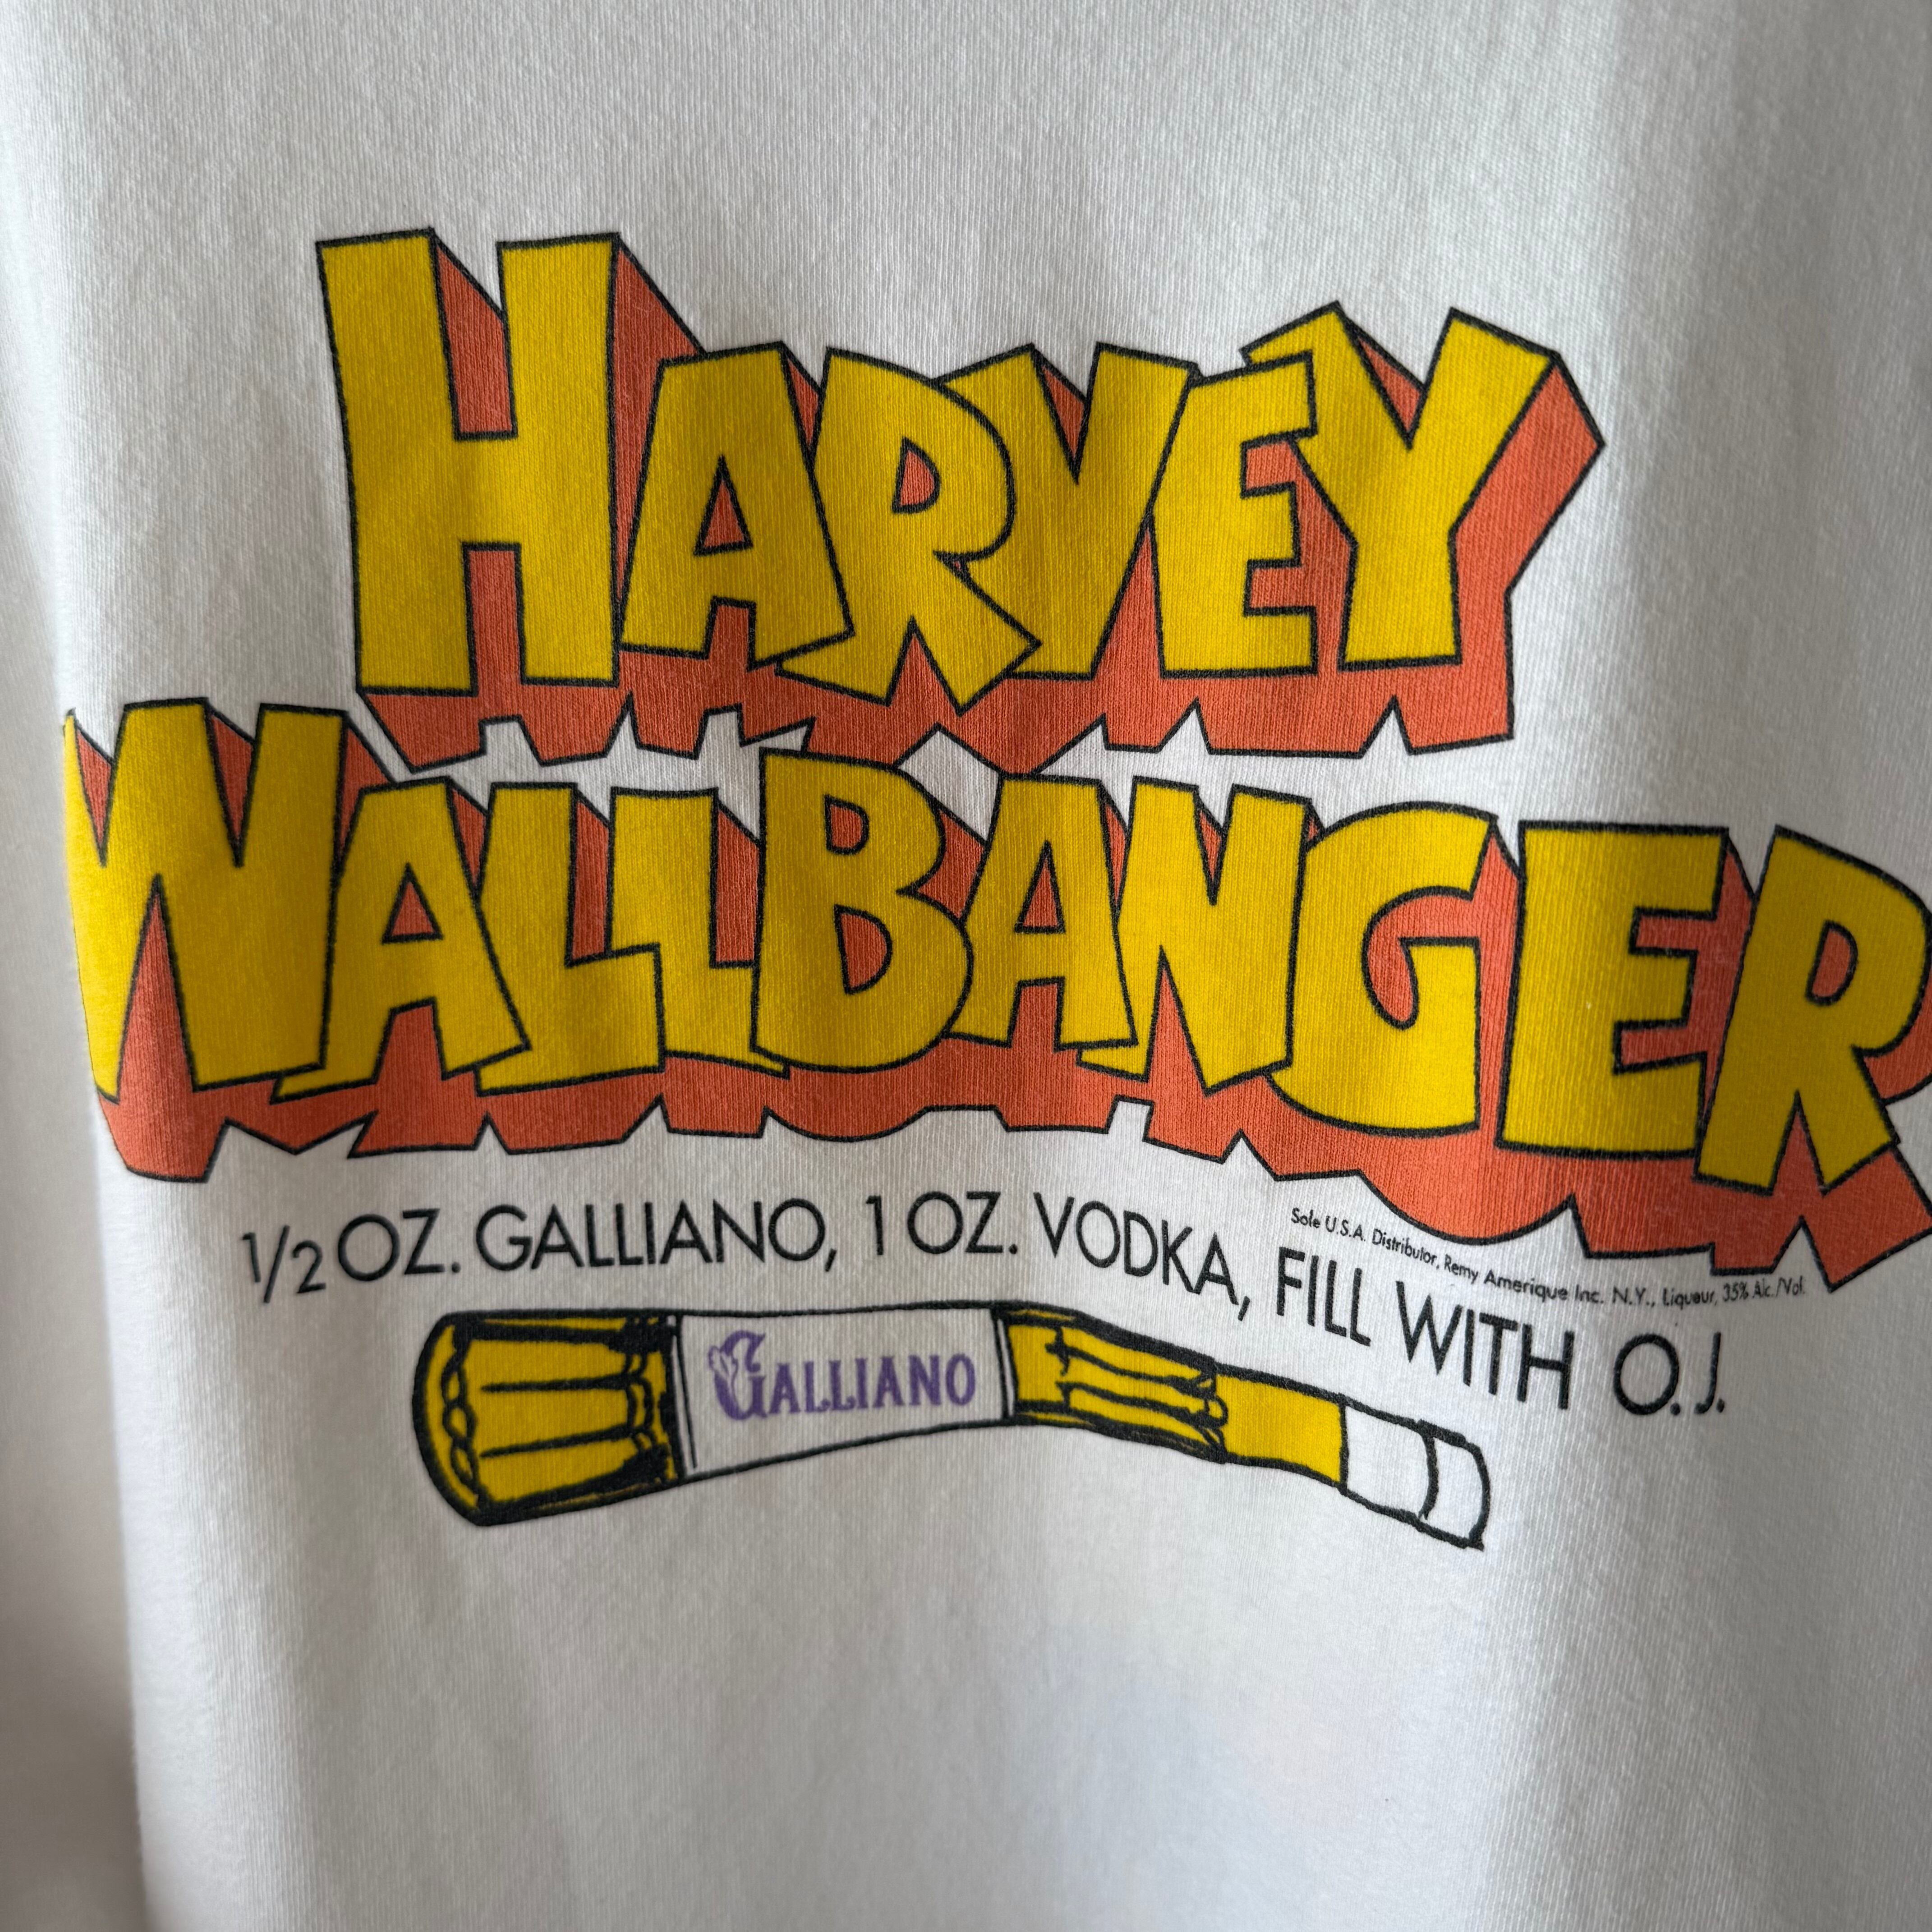 HARVEY
WALLBANGER
1/2 OZ. GALLIANO, 1 OZ. VODKA, FILL WITH O.J.
Sole U.S.A. Distributor, Remy Amerique Inc. N.Y., Liqueur, 35% Alc./Vol.
GALLIANO